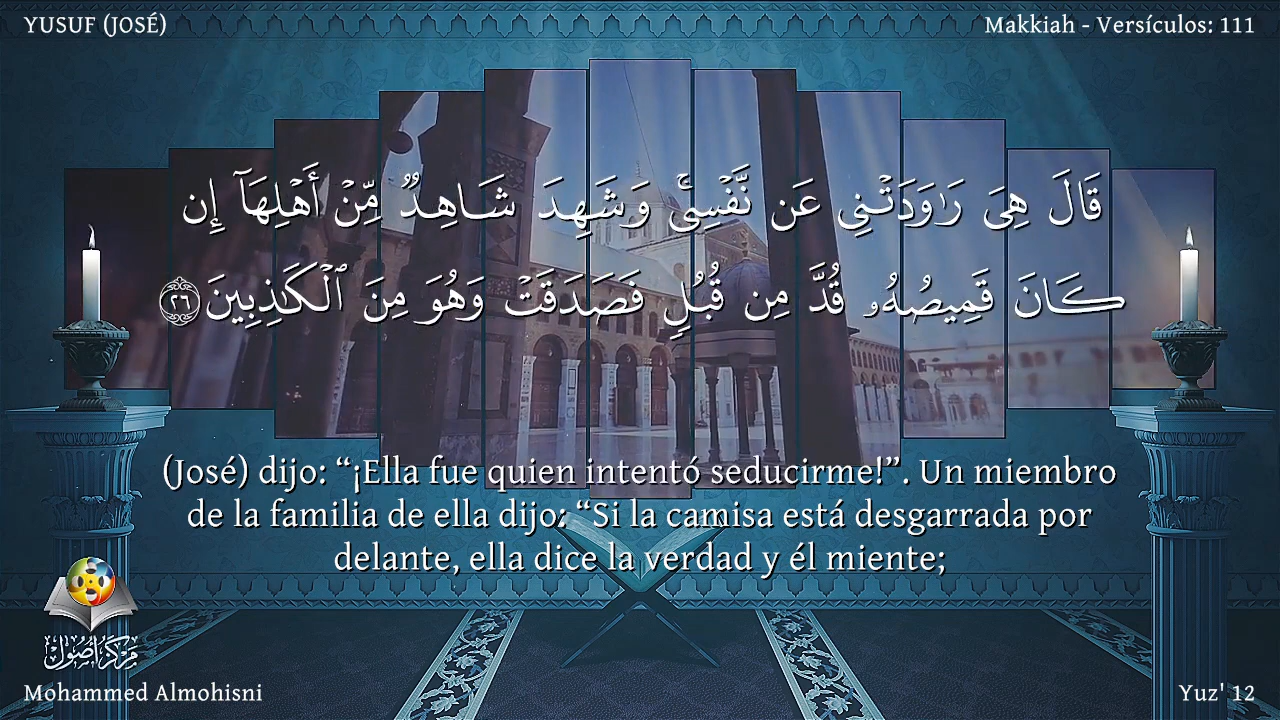 YUSUF (JOSÉ)
Makkiah - Versículos: 111
قَالَ هِىَ رَٰوَدَتْنِى عَن نَّفْسِىۚ وَشَهِدَ شَاهِدٌۭ مِّنْ أَهْلِهَآ إِن
كَانَ قَمِيصُهُۥ قُدَّ مِن قُبُلٍۢ فَصَدَقَتْ وَهُوَ مِنَ ٱلْكَٰذِبِينَ ٢٦
(José) dijo: “¡Ella fue quien intentó seducirme!”. Un miembro
de la familia de ella dijo: “Si la camisa está desgarrada por
delante, ella dice la verdad y él miente;
مركز أصول
Mohammed Almohisni
Yuz' 12